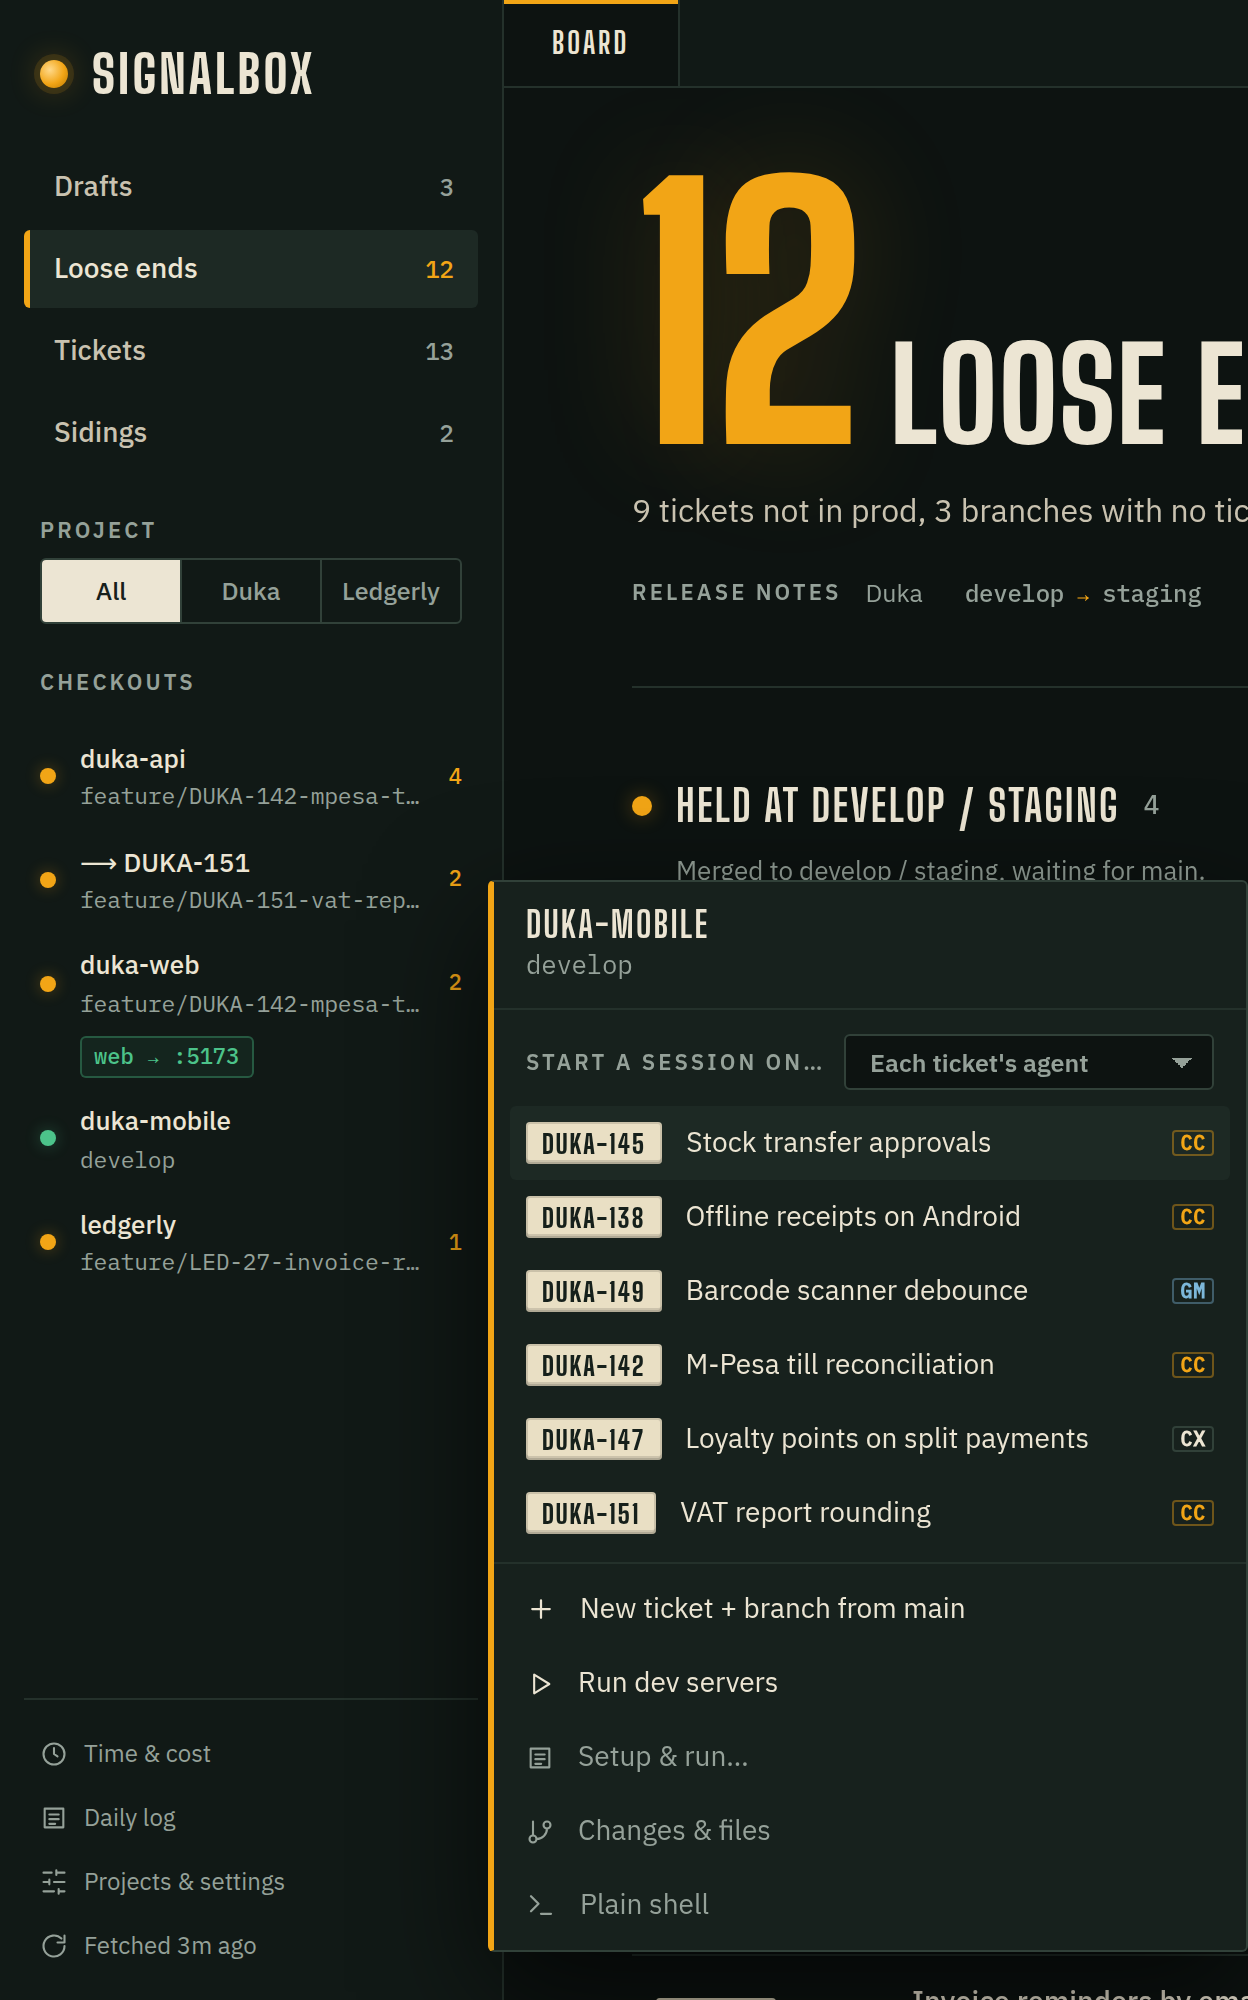 SIGNALBOX
Drafts 3
Loose ends 12
Tickets 13
Sidings 2
PROJECT
All Duka Ledgerly
CHECKOUTS
duka-api 4
feature/DUKA-142-mpesa-t…
⟶ DUKA-151 2
feature/DUKA-151-vat-rep…
duka-web 2
feature/DUKA-142-mpesa-t…
web → :5173
duka-mobile
develop
ledgerly 1
feature/LED-27-invoice-r…
Time & cost
Daily log
Projects & settings
Fetched 3m ago
BOARD
12 LOOSE E
9 tickets not in prod, 3 branches with no tic
RELEASE NOTES Duka develop → staging
HELD AT DEVELOP / STAGING 4
Merged to develop / staging, waiting for main.
DUKA-MOBILE
develop
START A SESSION ON… Each ticket's agent
DUKA-145 Stock transfer approvals CC
DUKA-138 Offline receipts on Android CC
DUKA-149 Barcode scanner debounce GM
DUKA-142 M-Pesa till reconciliation CC
DUKA-147 Loyalty points on split payments CX
DUKA-151 VAT report rounding CC
New ticket + branch from main
Run dev servers
Setup & run…
Changes & files
Plain shell
Invoice reminders by ema